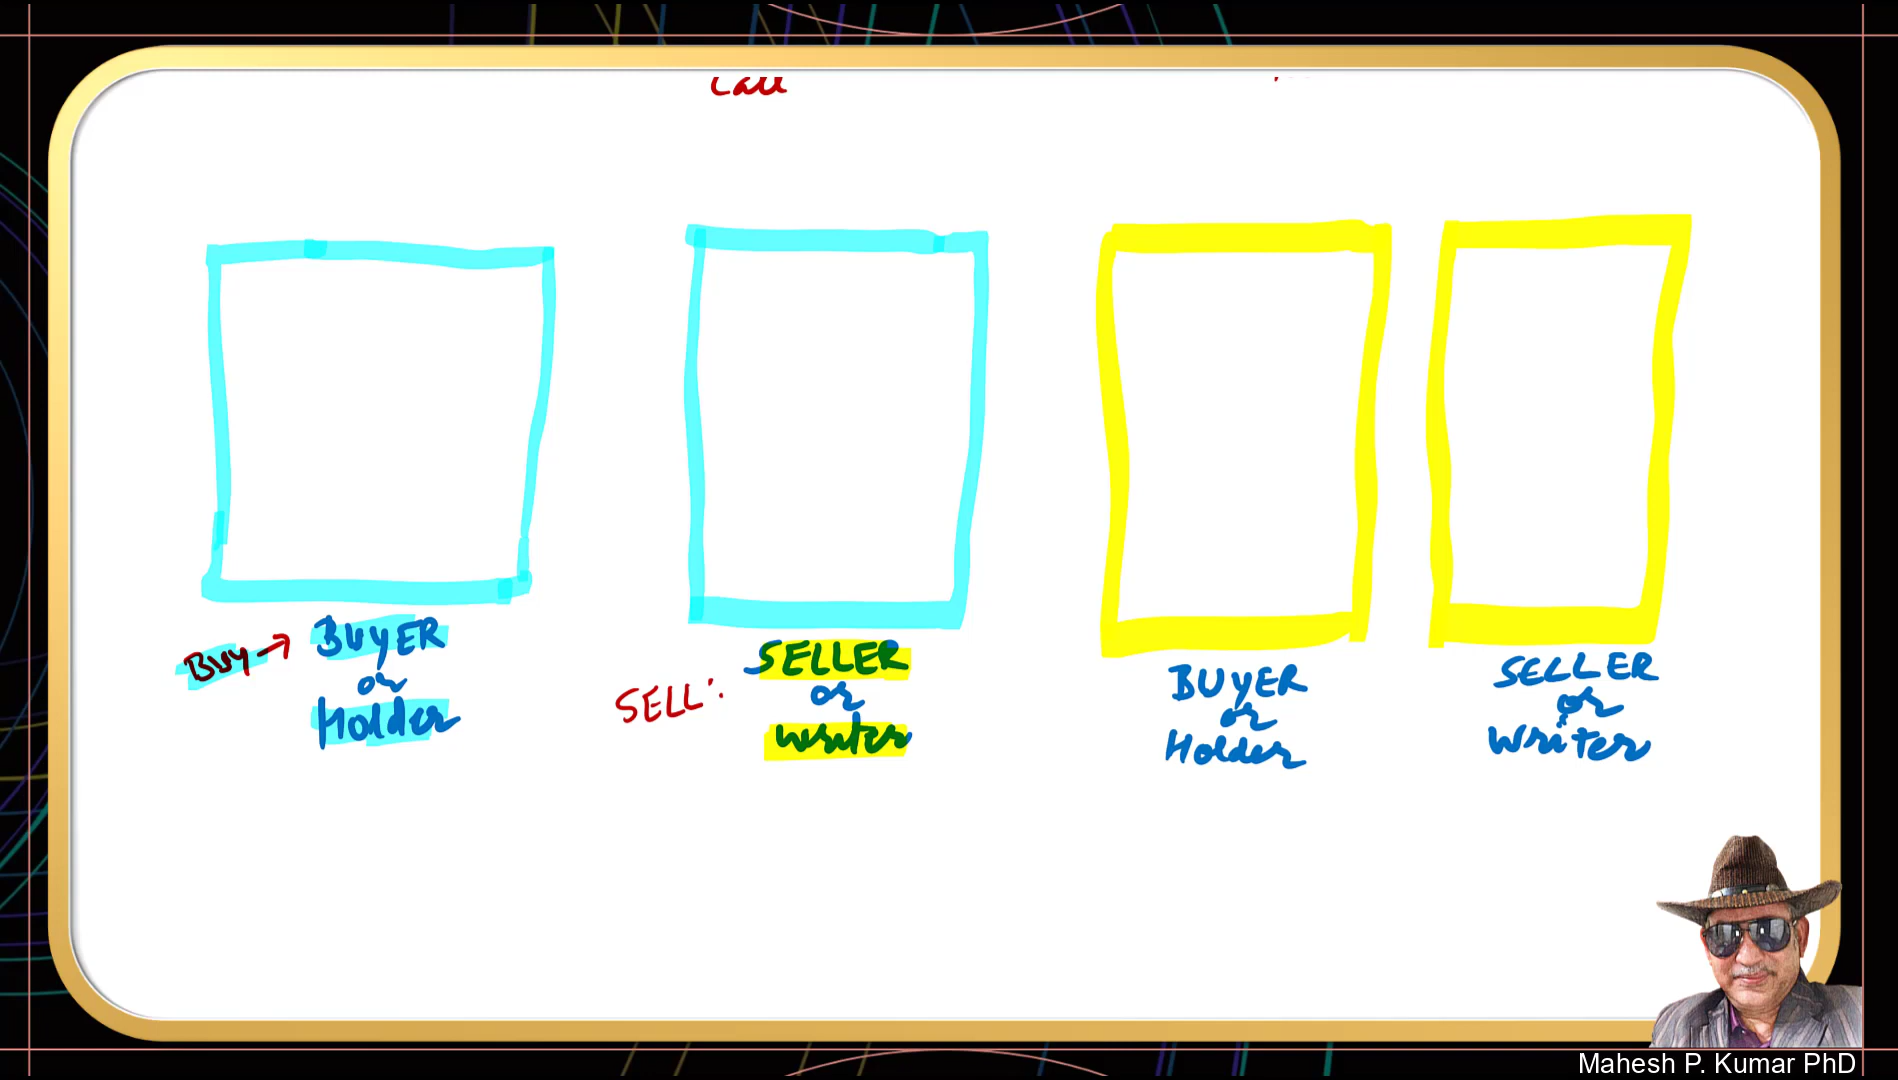 Call
Buy → BUYER
or
Holder
SELL: SELLER
or
writer
BUYER
or
Holder
SELLER
or
writer
Mahesh P. Kumar PhD